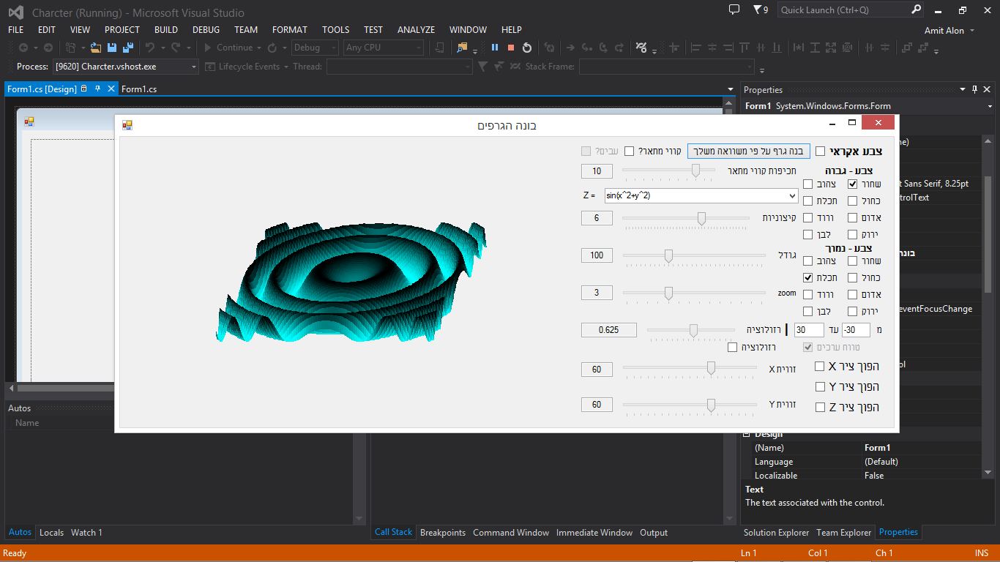 Charcter (Running) - Microsoft Visual Studio
9
Quick Launch (Ctrl+Q)
FILE EDIT VIEW PROJECT BUILD DEBUG TEAM FORMAT TOOLS TEST ANALYZE WINDOW HELP
Amit Alon
Continue Debug Any CPU
Process: [9620] Charcter.vshost.exe Lifecycle Events Thread: Stack Frame:
Form1.cs [Design] Form1.cs
Properties
Form1 System.Windows.Forms.Form
בונה הגרפים
צבע אקראי
בנה גרף על פי משוואה משלך
קווי מתאר?
עבים?
תכיפות קווי מתאר
10
Z =
sin(x^2+y^2)
קיצוניות
6
גודל
100
zoom
3
צבע - גבוה
שחור צהוב
כחול תכלת
אדום ורוד
ירוק לבן
צבע - נמוך
שחור צהוב
כחול תכלת
אדום ורוד
ירוק לבן
מ -30 עד 30
רזולוציה
0.625
טווח ערכים
רזולוציה
הפוך ציר X
הפוך ציר Y
הפוך ציר Z
זווית X
60
זווית Y
60
ne)
t Sans Serif, 8.25pt
trolText
eventFocusChange
ol
Design
(Name) Form1
Language (Default)
Localizable False
Text
The text associated with the control.
Autos
Name
Autos Locals Watch 1
Call Stack Breakpoints Command Window Immediate Window Output
Solution Explorer Team Explorer Properties
Ready
Ln 1 Col 1 Ch 1 INS